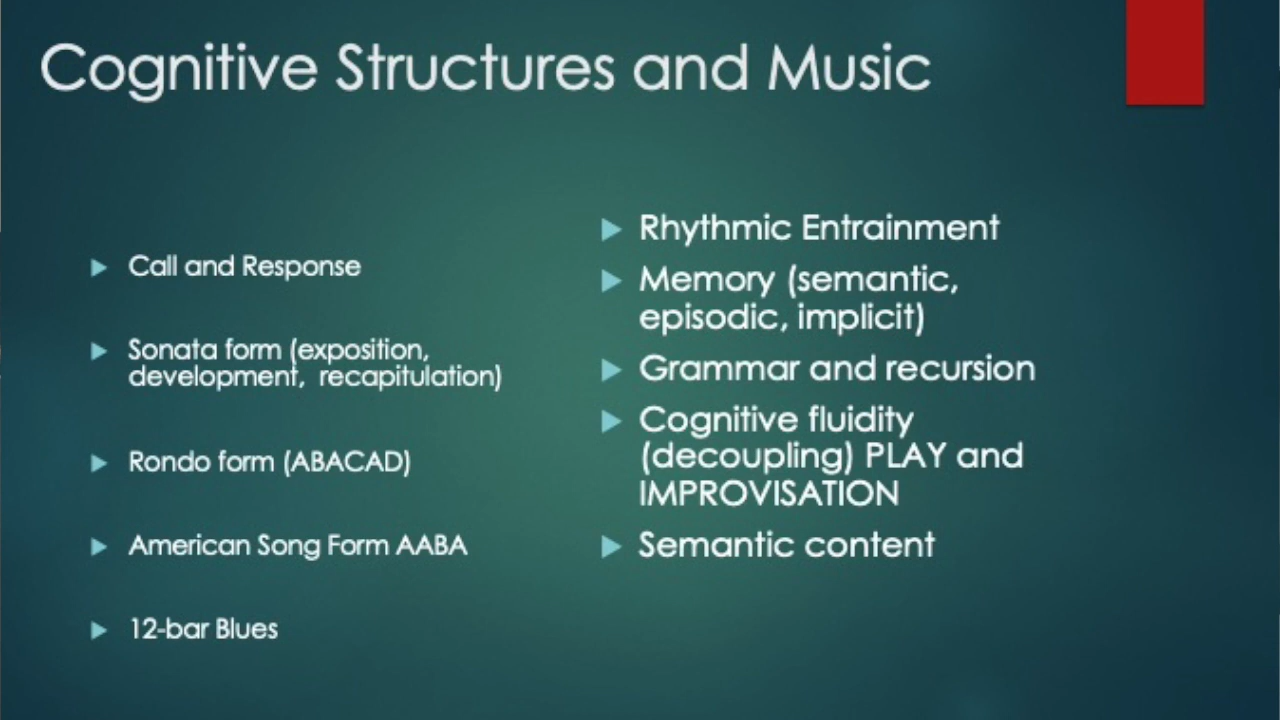 Cognitive Structures and Music
Call and Response
Sonata form (exposition,
development,  recapitulation)
Rondo form (ABACAD)
American Song Form AABA
12-bar Blues
Rhythmic Entrainment
Memory (semantic,
episodic, implicit)
Grammar and recursion
Cognitive fluidity
(decoupling) PLAY and
IMPROVISATION
Semantic content